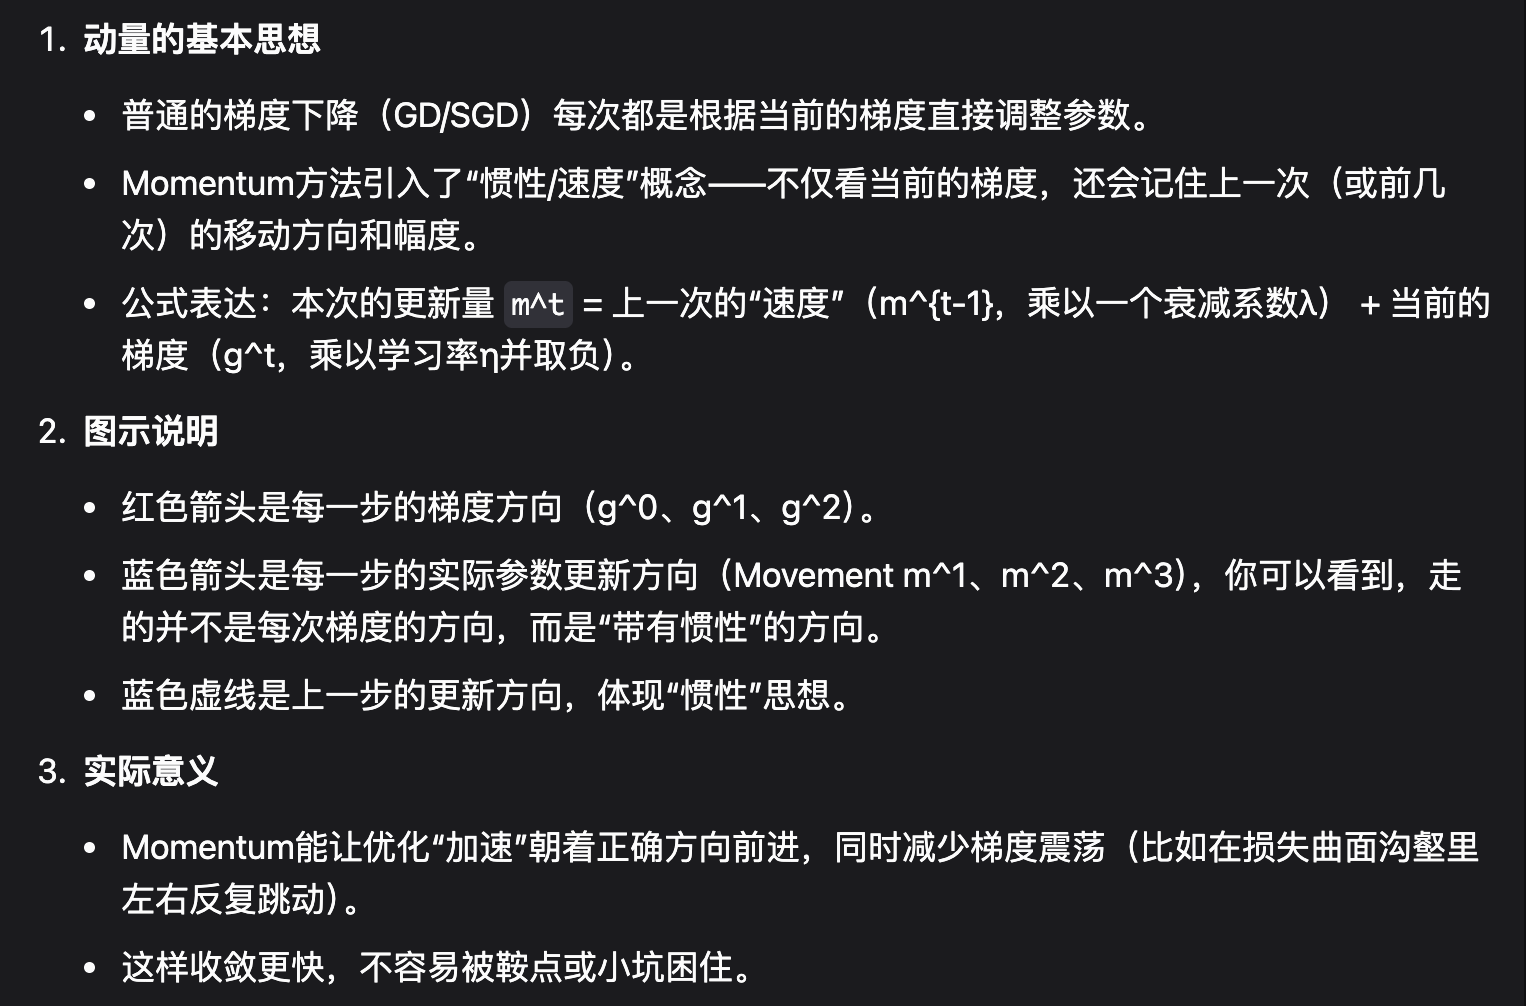 1. 动量的基本思想
• 普通的梯度下降（GD/SGD）每次都是根据当前的梯度直接调整参数。
• Momentum方法引入了“惯性/速度”概念——不仅看当前的梯度，还会记住上一次（或前几
次）的移动方向和幅度。
• 公式表达：本次的更新量 m^t = 上一次的“速度”（m^{t-1}，乘以一个衰减系数λ） + 当前的
梯度（g^t，乘以学习率η并取负）。
2. 图示说明
• 红色箭头是每一步的梯度方向（g^0、g^1、g^2）。
• 蓝色箭头是每一步的实际参数更新方向（Movement m^1、m^2、m^3），你可以看到，走
的并不是每次梯度的方向，而是“带有惯性”的方向。
• 蓝色虚线是上一步的更新方向，体现“惯性”思想。
3. 实际意义
• Momentum能让优化“加速”朝着正确方向前进，同时减少梯度震荡（比如在损失曲面沟壑里
左右反复跳动）。
• 这样收敛更快，不容易被鞍点或小坑困住。